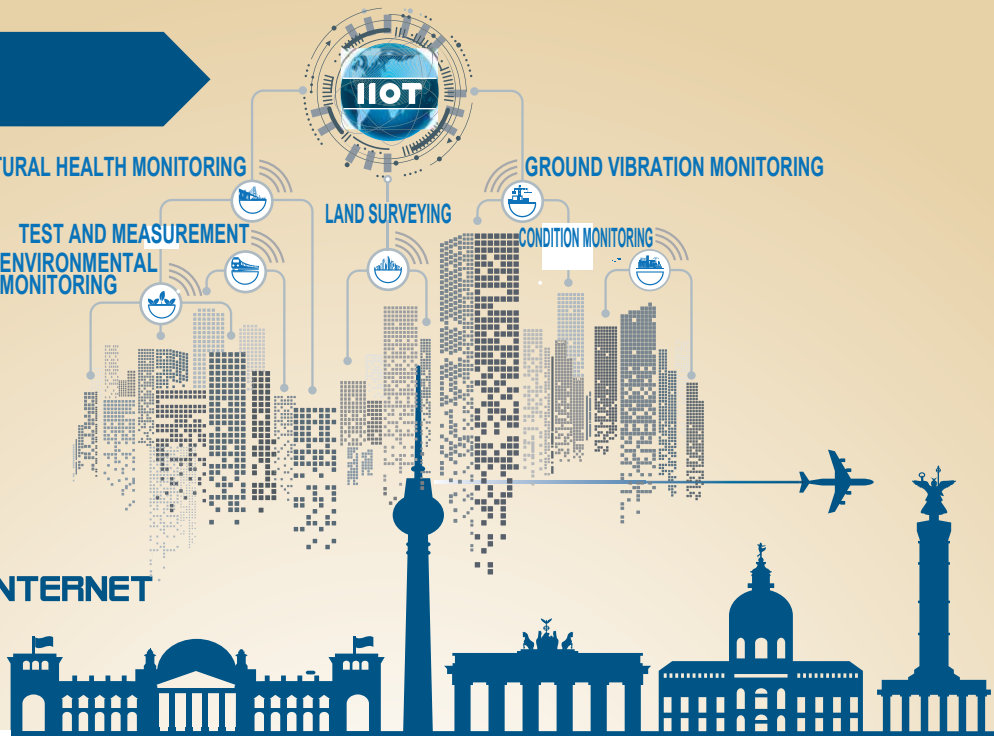 IIOT
TURAL HEALTH MONITORING
GROUND VIBRATION MONITORING
LAND SURVEYING
TEST AND MEASUREMENT
CONDITION MONITORING
ENVIRONMENTAL
MONITORING
NTERNET